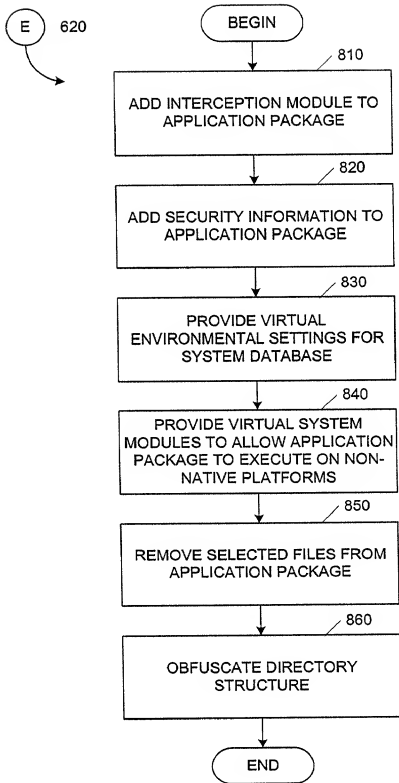 E 620
BEGIN
810
ADD INTERCEPTION MODULE TO
APPLICATION PACKAGE
820
ADD SECURITY INFORMATION TO
APPLICATION PACKAGE
830
PROVIDE VIRTUAL
ENVIRONMENTAL SETTINGS FOR
SYSTEM DATABASE
840
PROVIDE VIRTUAL SYSTEM
MODULES TO ALLOW APPLICATION
PACKAGE TO EXECUTE ON NON-
NATIVE PLATFORMS
850
REMOVE SELECTED FILES FROM
APPLICATION PACKAGE
860
OBFUSCATE DIRECTORY
STRUCTURE
END